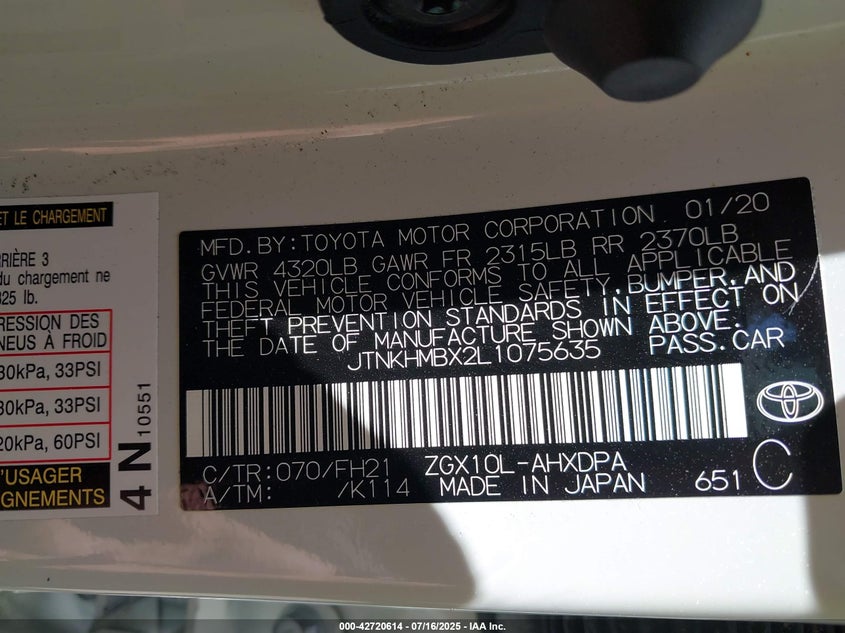 ET LE CHARGEMENT
RIÈRE 3
du chargement ne
825 lb.
RESSION DES
NEUS À FROID
30kPa, 33PSI
30kPa, 33PSI
20kPa, 60PSI
L'USAGER
IGNEMENTS
4N 10551
MFD. BY: TOYOTA MOTOR CORPORATION 01/20
GVWR 4320LB GAWR FR 2315LB RR 2370LB
THIS VEHICLE CONFORMS TO ALL APPLICABLE
FEDERAL MOTOR VEHICLE SAFETY, BUMPER, AND
THEFT PREVENTION STANDARDS IN EFFECT ON
THE DATE OF MANUFACTURE SHOWN ABOVE.
JTNKHMBX2L1075635 PASS. CAR
C/TR: 070/FH21 ZGX10L-AHXDPA
A/TM: /K114 MADE IN JAPAN 651 C
000-42720614 - 07/16/2025 - IAA Inc.